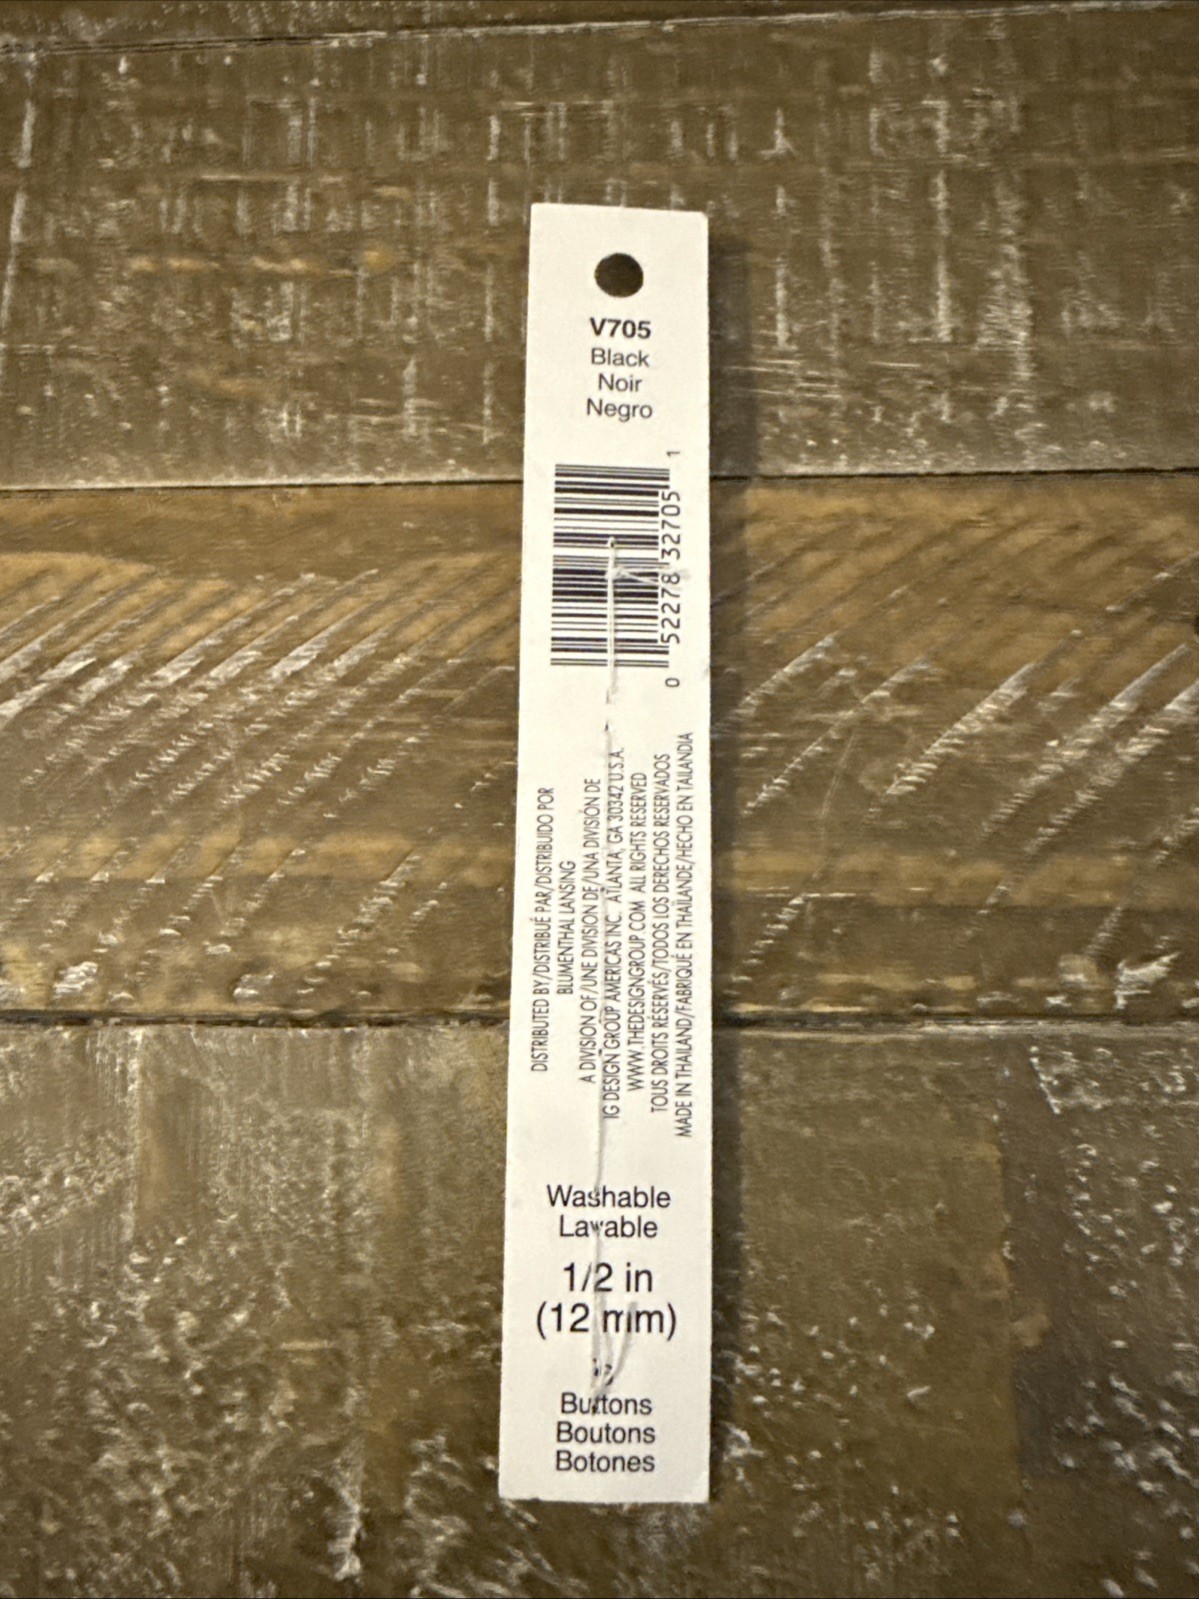 V705
Black
Noir
Negro
0 52278 32705 1
DISTRIBUTED BY/DISTRIBUÉ PAR/DISTRIBUIDO POR
BLUMENTHAL LANSING
A DIVISION OF/UNE DIVISION DE/UNA DIVISIÓN DE
IG DESIGN GROUP AMERICAS INC. ATLANTA, GA 30342 U.S.A.
WWW.THEDESIGNGROUP.COM ALL RIGHTS RESERVED
TOUS DROITS RÉSERVÉS/TODOS LOS DERECHOS RESERVADOS
MADE IN THAILAND/FABRIQUÉ EN THAÏLANDE/HECHO EN TAILANDIA
Washable
Lavable
1/2 in
(12 mm)
Buttons
Boutons
Botones